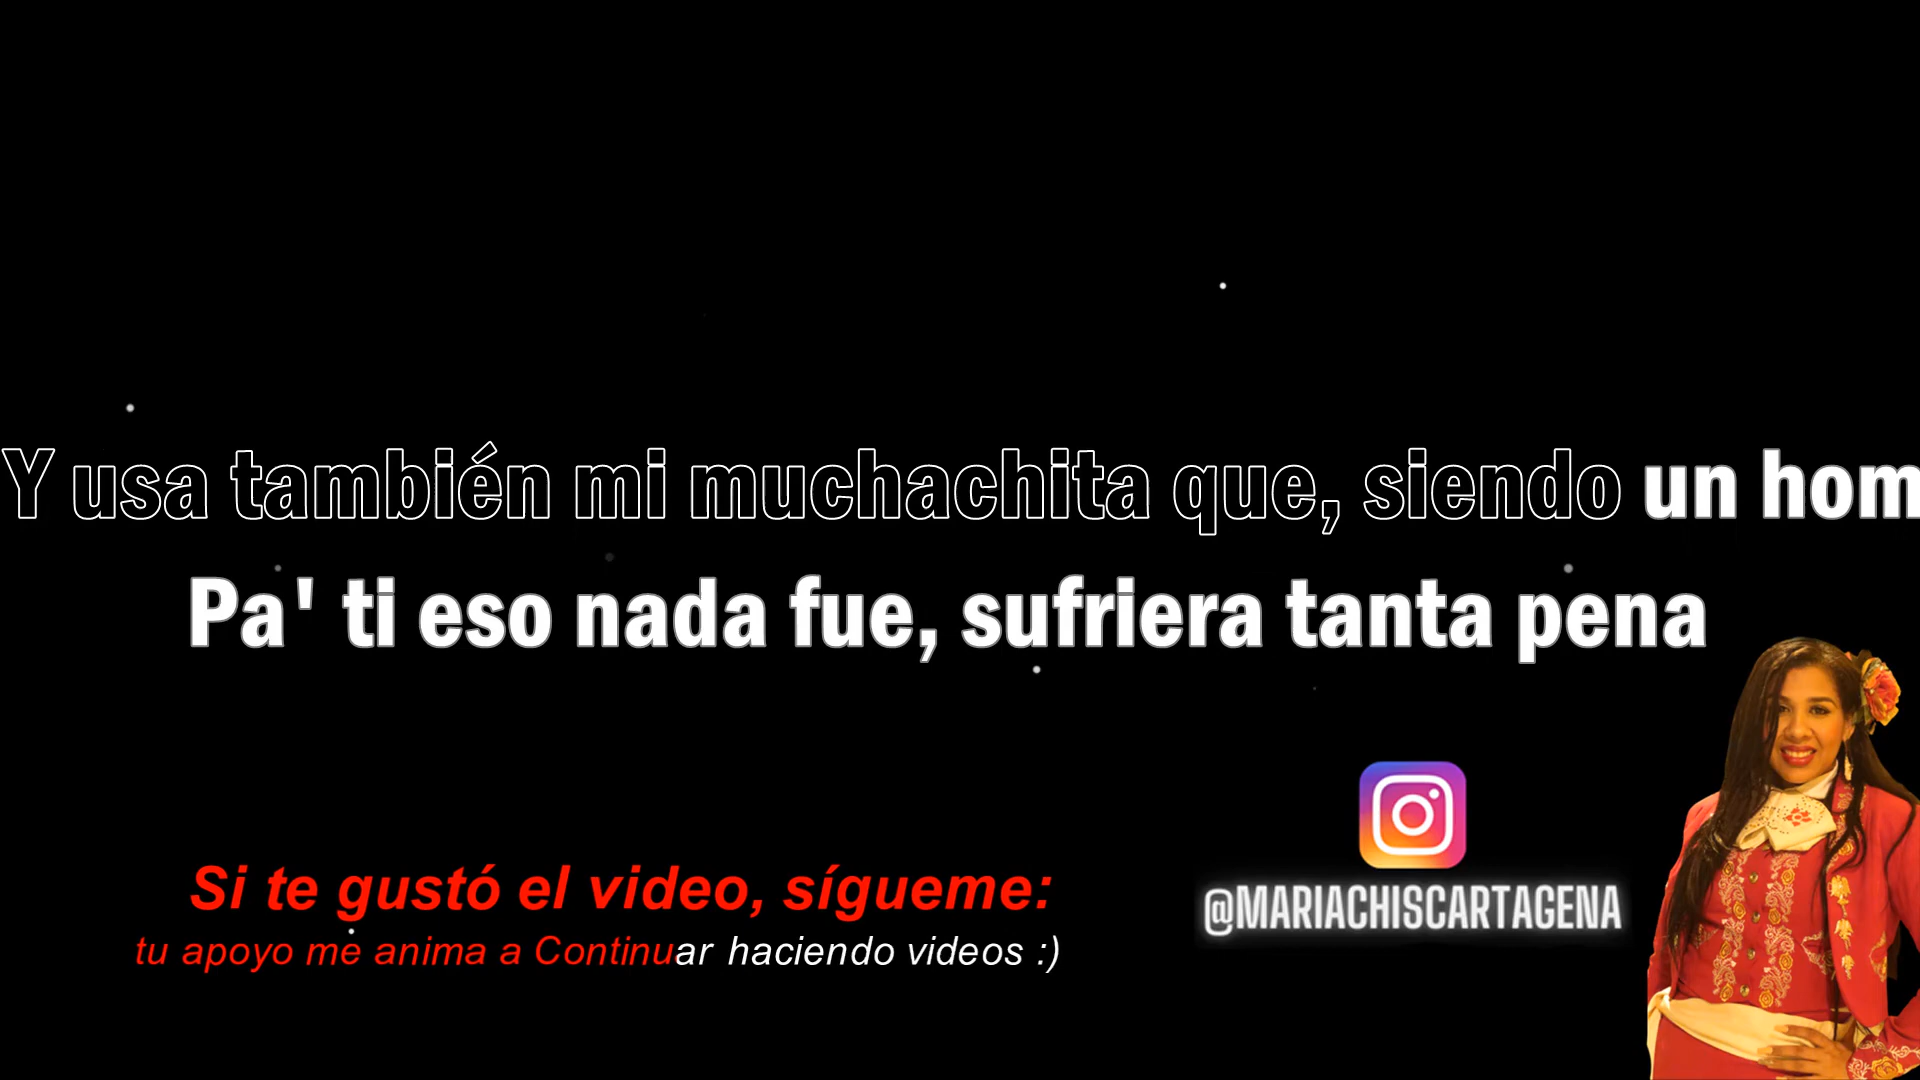 Y usa también mi muchachita que, siendo un hom
Pa' ti eso nada fue, sufriera tanta pena
Si te gustó el video, sígueme:
tu apoyo me anima a Continuar haciendo videos :)
@MARIACHISCARTAGENA